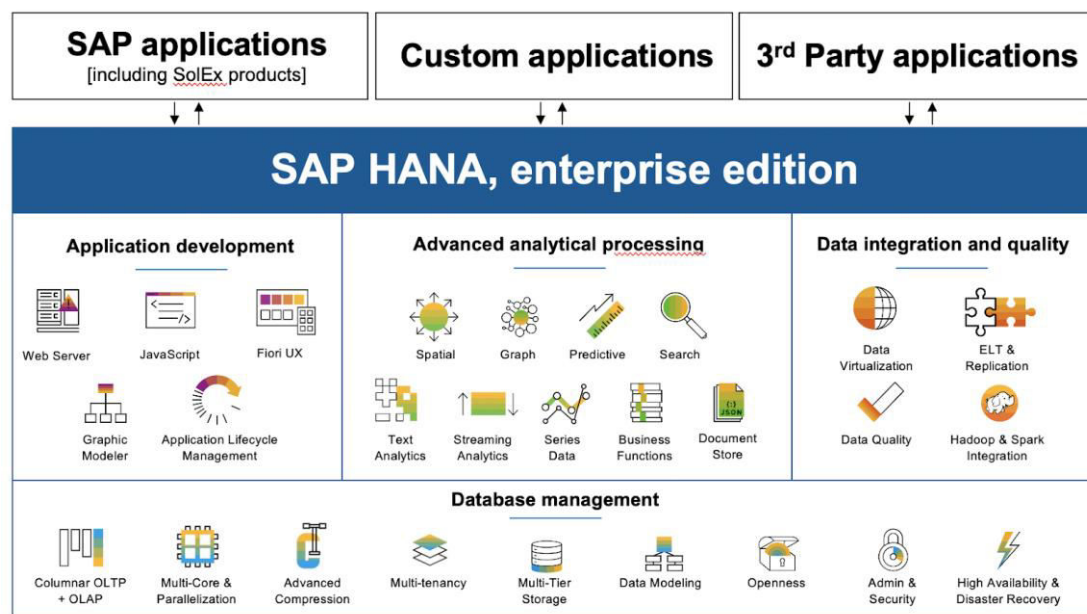 SAP applications
[including SolEx products]
Custom applications
3rd Party applications
SAP HANA, enterprise edition
Application development
Web Server
JavaScript
Fiori UX
Graphic
Modeler
Application Lifecycle
Management
Advanced analytical processing
Spatial
Graph
Predictive
Search
Text
Analytics
Streaming
Analytics
Series
Data
Business
Functions
{:}
JSON
Document
Store
Data integration and quality
Data
Virtualization
ELT &
Replication
Data Quality
Hadoop & Spark
Integration
Database management
Columnar OLTP
+ OLAP
Multi-Core &
Parallelization
Advanced
Compression
Multi-tenancy
Multi-Tier
Storage
Data Modeling
Openness
Admin &
Security
High Availability &
Disaster Recovery